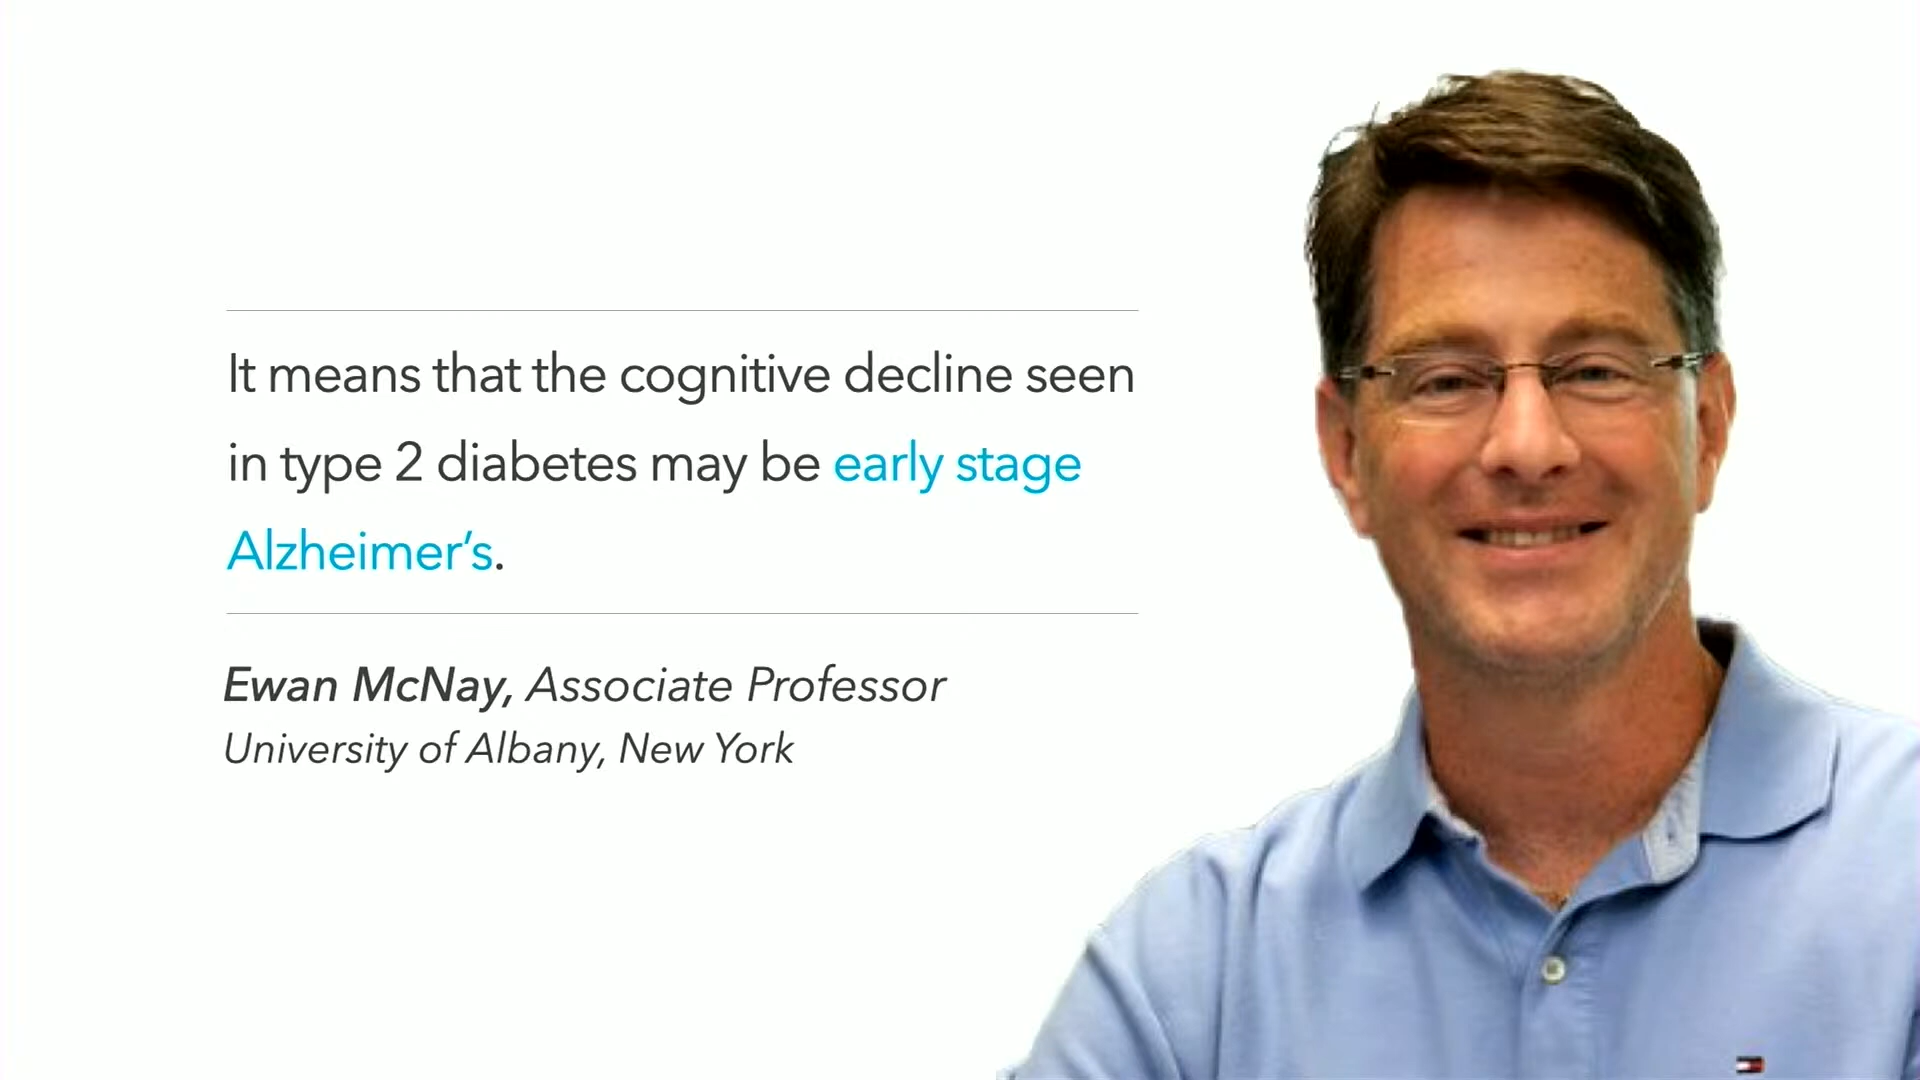 It means that the cognitive decline seen
in type 2 diabetes may be early stage
Alzheimer’s.
Ewan McNay, Associate Professor
University of Albany, New York